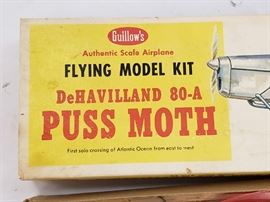 Guillow's
Authentic Scale Airplane
FLYING MODEL KIT
DeHAVILLAND 80-A
PUSS MOTH
First solo crossing of Atlantic Ocean from east to west